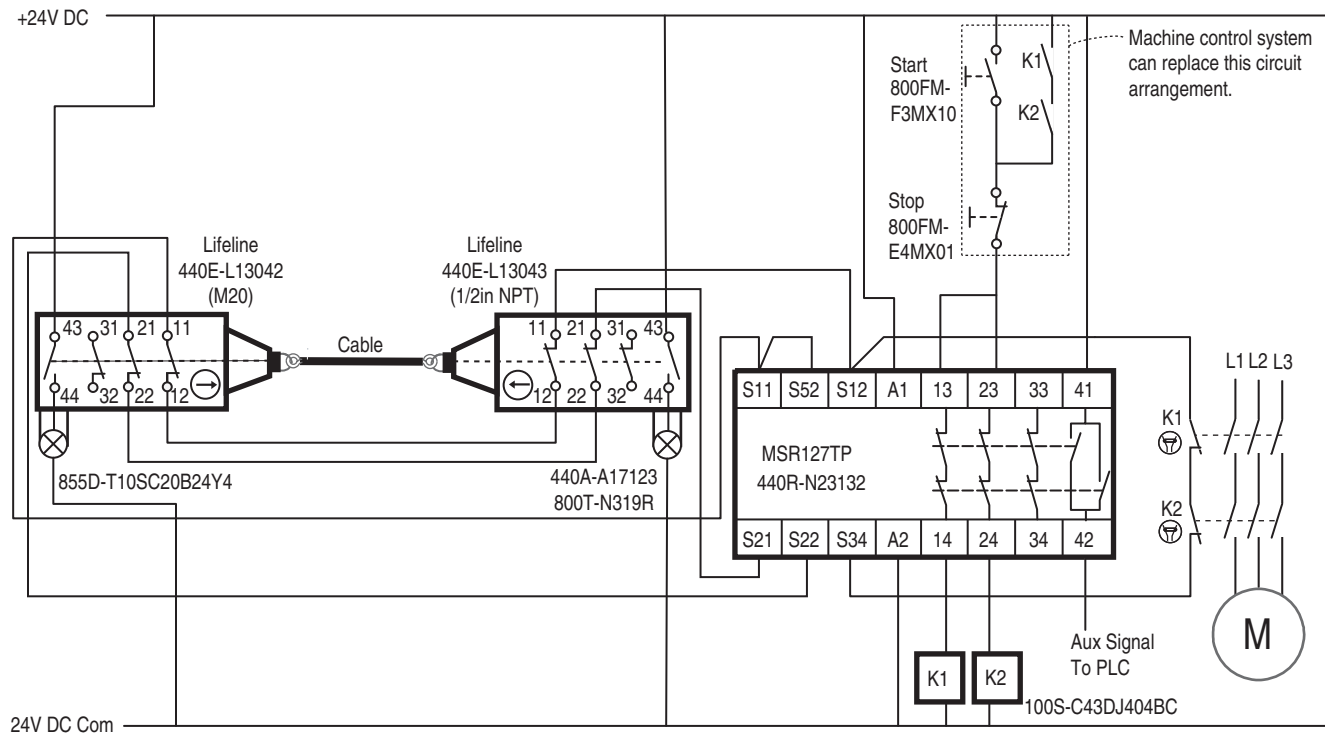 +24V DC
Machine control system
can replace this circuit
arrangement.
Start
800FM-
F3MX10
K1
K2
Stop
800FM-
E4MX01
Lifeline
440E-L13042
(M20)
Lifeline
440E-L13043
(1/2in NPT)
43 31 21 11
Cable
11 21 31 43
44 32 22 12
12 22 32 44
855D-T10SC20B24Y4
440A-A17123
800T-N319R
S11 S52 S12 A1 13 23 33 41
MSR127TP
440R-N23132
S21 S22 S34 A2 14 24 34 42
L1 L2 L3
K1
K2
M
Aux Signal
To PLC
K1 K2
100S-C43DJ404BC
24V DC Com